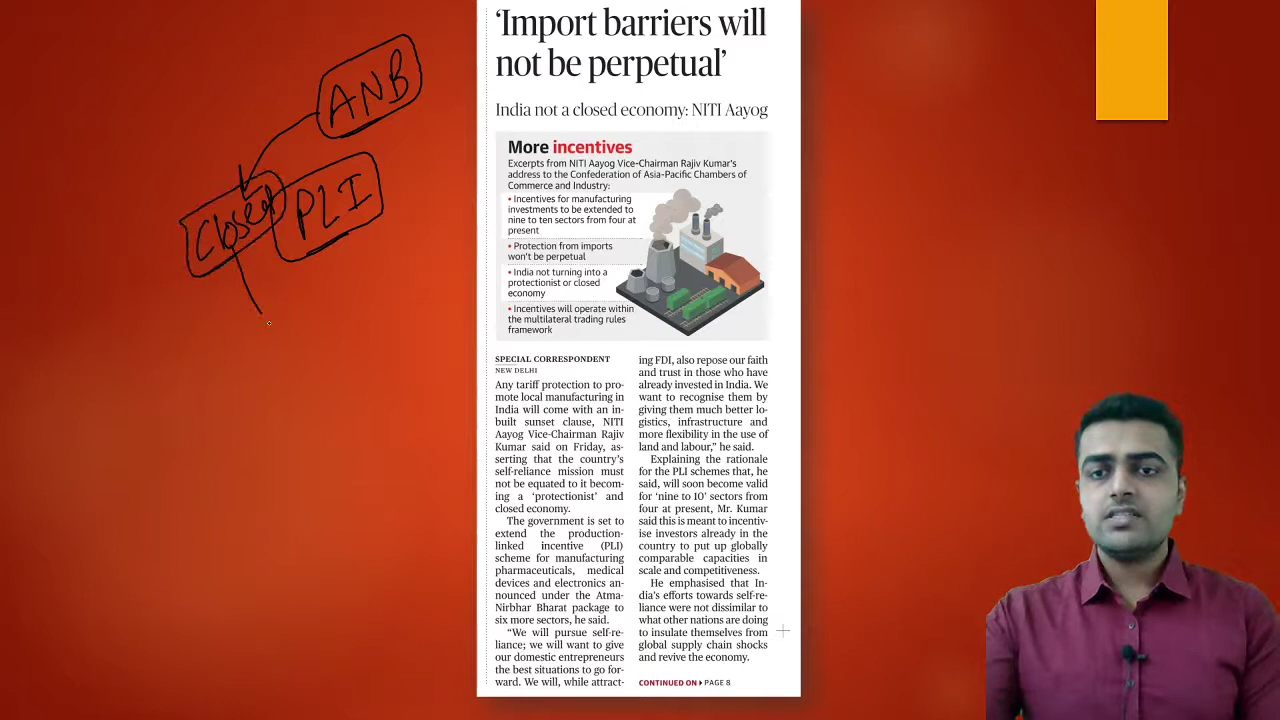 ANB
Closed
PLI
‘Import barriers will
not be perpetual’
India not a closed economy: NITI Aayog
More incentives
Excerpts from NITI Aayog Vice-Chairman Rajiv Kumar's
address to the Confederation of Asia-Pacific Chambers of
Commerce and Industry:
• Incentives for manufacturing
investments to be extended to
nine to ten sectors from four at
present
• Protection from imports
won't be perpetual
• India not turning into a
protectionist or closed
economy
• Incentives will operate within
the multilateral trading rules
framework
SPECIAL CORRESPONDENT
NEW DELHI
Any tariff protection to pro-
mote local manufacturing in
India will come with an in-
built sunset clause, NITI
Aayog Vice-Chairman Rajiv
Kumar said on Friday, as-
serting that the country's
self-reliance mission must
not be equated to it becom-
ing a 'protectionist' and
closed economy.
The government is set to
extend the production-
linked incentive (PLI)
scheme for manufacturing
pharmaceuticals, medical
devices and electronics an-
nounced under the Atma-
Nirbhar Bharat package to
six more sectors, he said.
“We will pursue self-re-
liance; we will want to give
our domestic entrepreneurs
the best situations to go for-
ward. We will, while attract-
ing FDI, also repose our faith
and trust in those who have
already invested in India. We
want to recognise them by
giving them much better lo-
gistics, infrastructure and
more flexibility in the use of
land and labour,” he said.
Explaining the rationale
for the PLI schemes that, he
said, will soon become valid
for ‘nine to 10’ sectors from
four at present, Mr. Kumar
said this is meant to incentiv-
ise investors already in the
country to put up globally
comparable capacities in
scale and competitiveness.
He emphasised that In-
dia's efforts towards self-re-
liance were not dissimilar to
what other nations are doing
to insulate themselves from
global supply chain shocks
and revive the economy.
CONTINUED ON ▸ PAGE 8